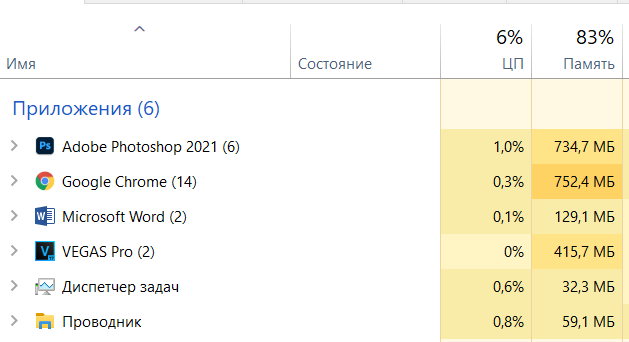 6% 83%
Имя Состояние ЦП Память
Приложения (6)
Adobe Photoshop 2021 (6) 1,0% 734,7 МБ
Google Chrome (14) 0,3% 752,4 МБ
Microsoft Word (2) 0,1% 129,1 МБ
VEGAS Pro (2) 0% 415,7 МБ
Диспетчер задач 0,6% 32,3 МБ
Проводник 0,8% 59,1 МБ